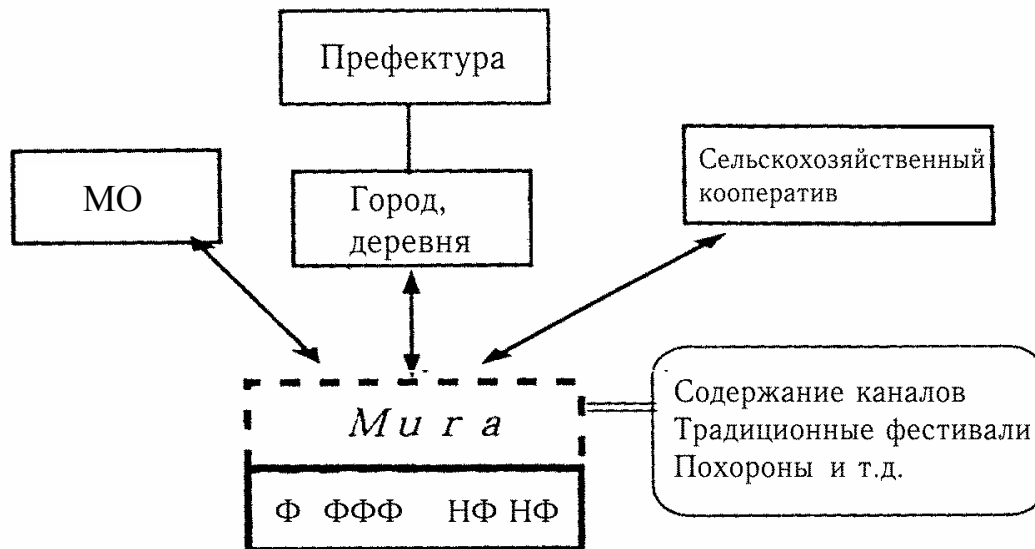 Префектура
МО
Город,
деревня
Сельскохозяйственный
кооператив
Mura
Содержание каналов
Традиционные фестивали
Похороны и т.д.
Ф ФФФ НФ НФ